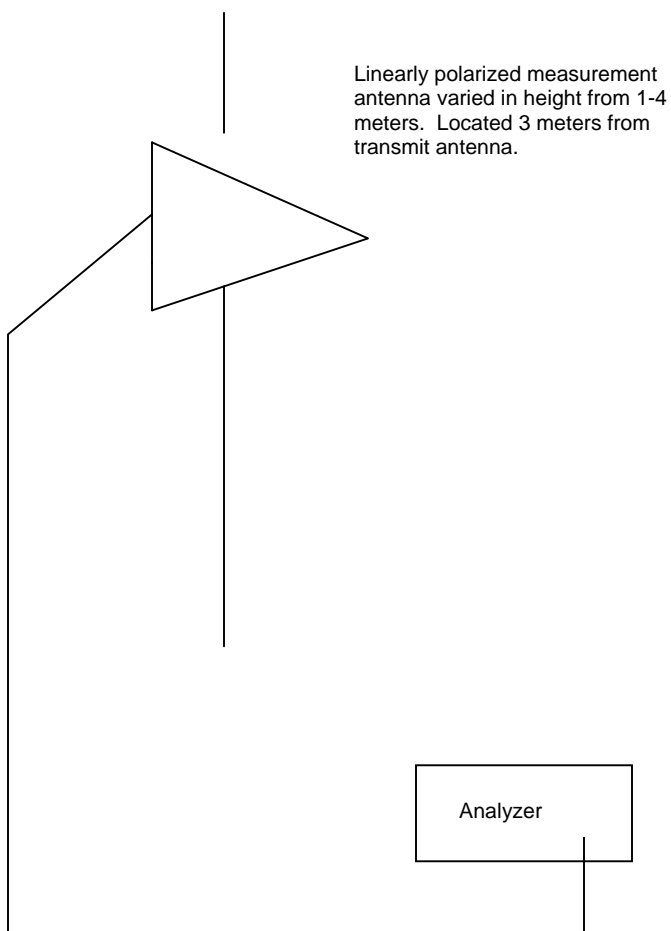 Linearly polarized measurement
antenna varied in height from 1-4
meters. Located 3 meters from
transmit antenna.
Analyzer